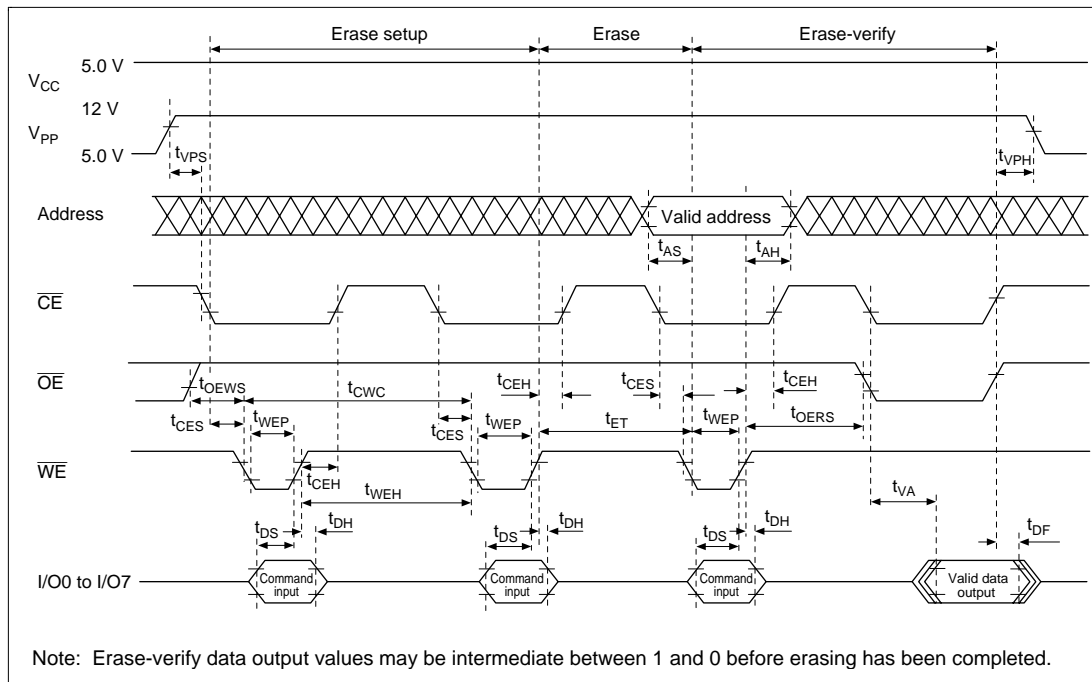 Erase setup Erase Erase-verify
5.0 V
VCC
12 V
VPP
5.0 V
tVPS tVPH
Address Valid address
tAS tAH
CE
OE
tOEWS tCWC tCEH tCES tCEH
tCES tWEP tCES tWEP tET tWEP tOERS
WE
tCEH tWEH
tVA
tDS tDH tDS tDH tDS tDH tDF
I/O0 to I/O7 Command input Command input Command input Valid data output
Note: Erase-verify data output values may be intermediate between 1 and 0 before erasing has been completed.